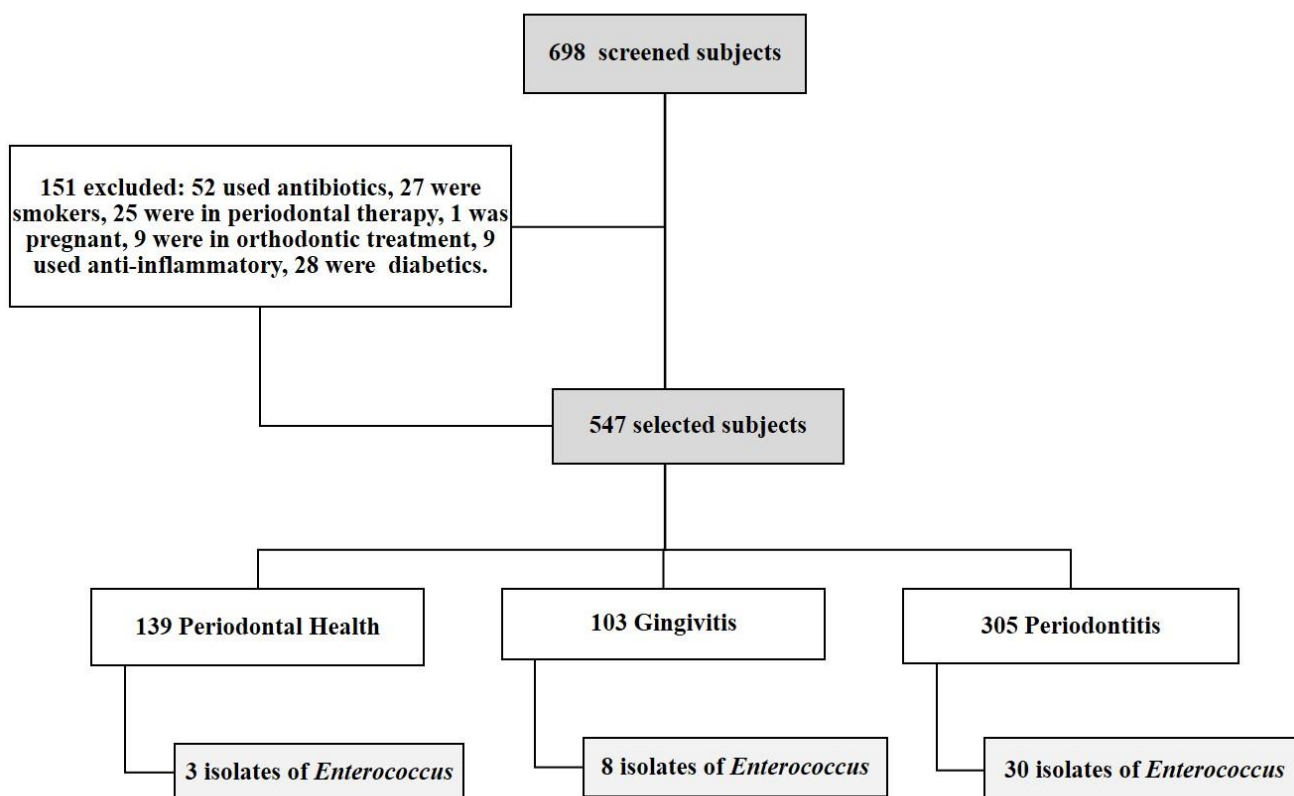 698 screened subjects
151 excluded: 52 used antibiotics, 27 were
smokers, 25 were in periodontal therapy, 1 was
pregnant, 9 were in orthodontic treatment, 9
used anti-inflammatory, 28 were diabetics.
547 selected subjects
139 Periodontal Health
103 Gingivitis
305 Periodontitis
3 isolates of Enterococcus
8 isolates of Enterococcus
30 isolates of Enterococcus